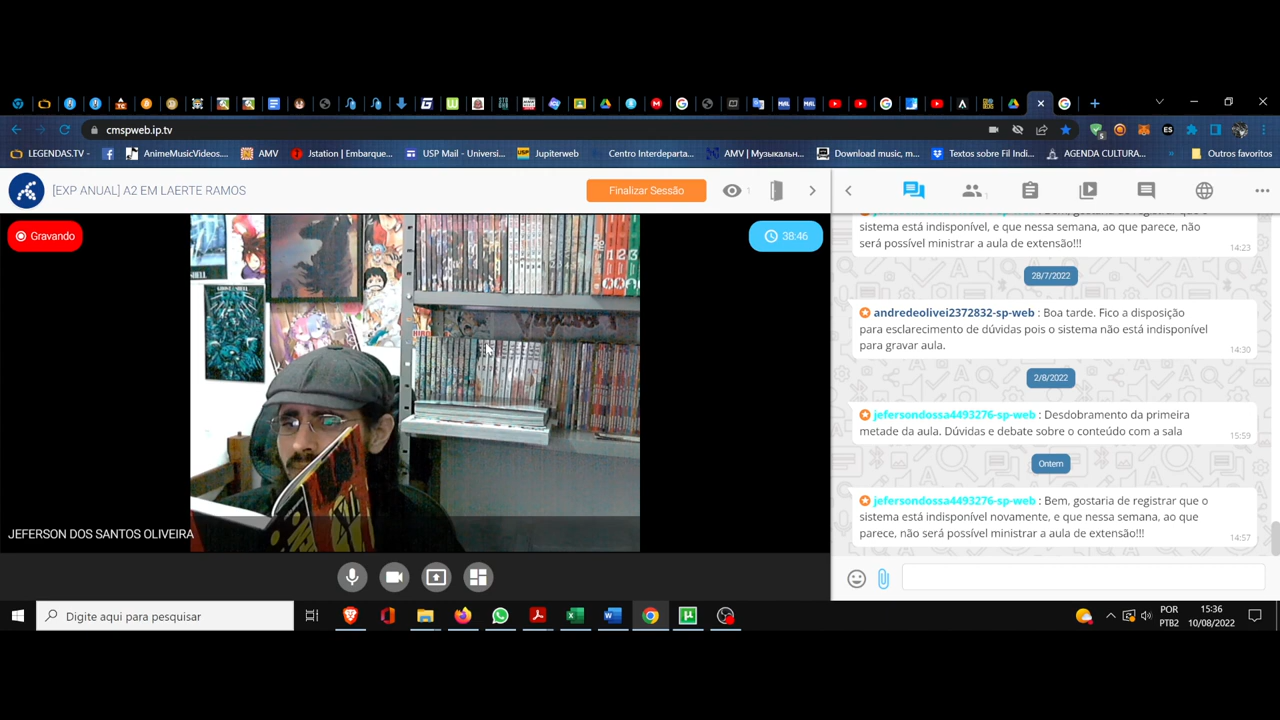 cmspweb.ip.tv
LEGENDAS.TV -
AnimeMusicVideos....
AMV
Jstation | Embarque...
USP Mail - Universi...
Jupiterweb
Centro Interdeparta...
AMV | Музыкальн...
Download music, m...
Textos sobre Fil Indi...
AGENDA CULTURA...
Outros favoritos
[EXP ANUAL] A2 EM LAERTE RAMOS
Finalizar Sessão
1
1
Gravando
38:46
JEFERSON DOS SANTOS OLIVEIRA
sistema está indisponível, e que nessa semana, ao que parece, não
será possível ministrar a aula de extensão!!!
14:23
28/7/2022
andredeolivei2372832-sp-web : Boa tarde. Fico a disposição
para esclarecimento de dúvidas pois o sistema não está indisponível
para gravar aula.
14:30
2/8/2022
jefersondossa4493276-sp-web : Desdobramento da primeira
metade da aula. Dúvidas e debate sobre o conteúdo com a sala
15:59
Ontem
jefersondossa4493276-sp-web : Bem, gostaria de registrar que o
sistema está indisponível novamente, e que nessa semana, ao que
parece, não será possível ministrar a aula de extensão!!!
14:57
Digite aqui para pesquisar
POR
PTB2
15:36
10/08/2022